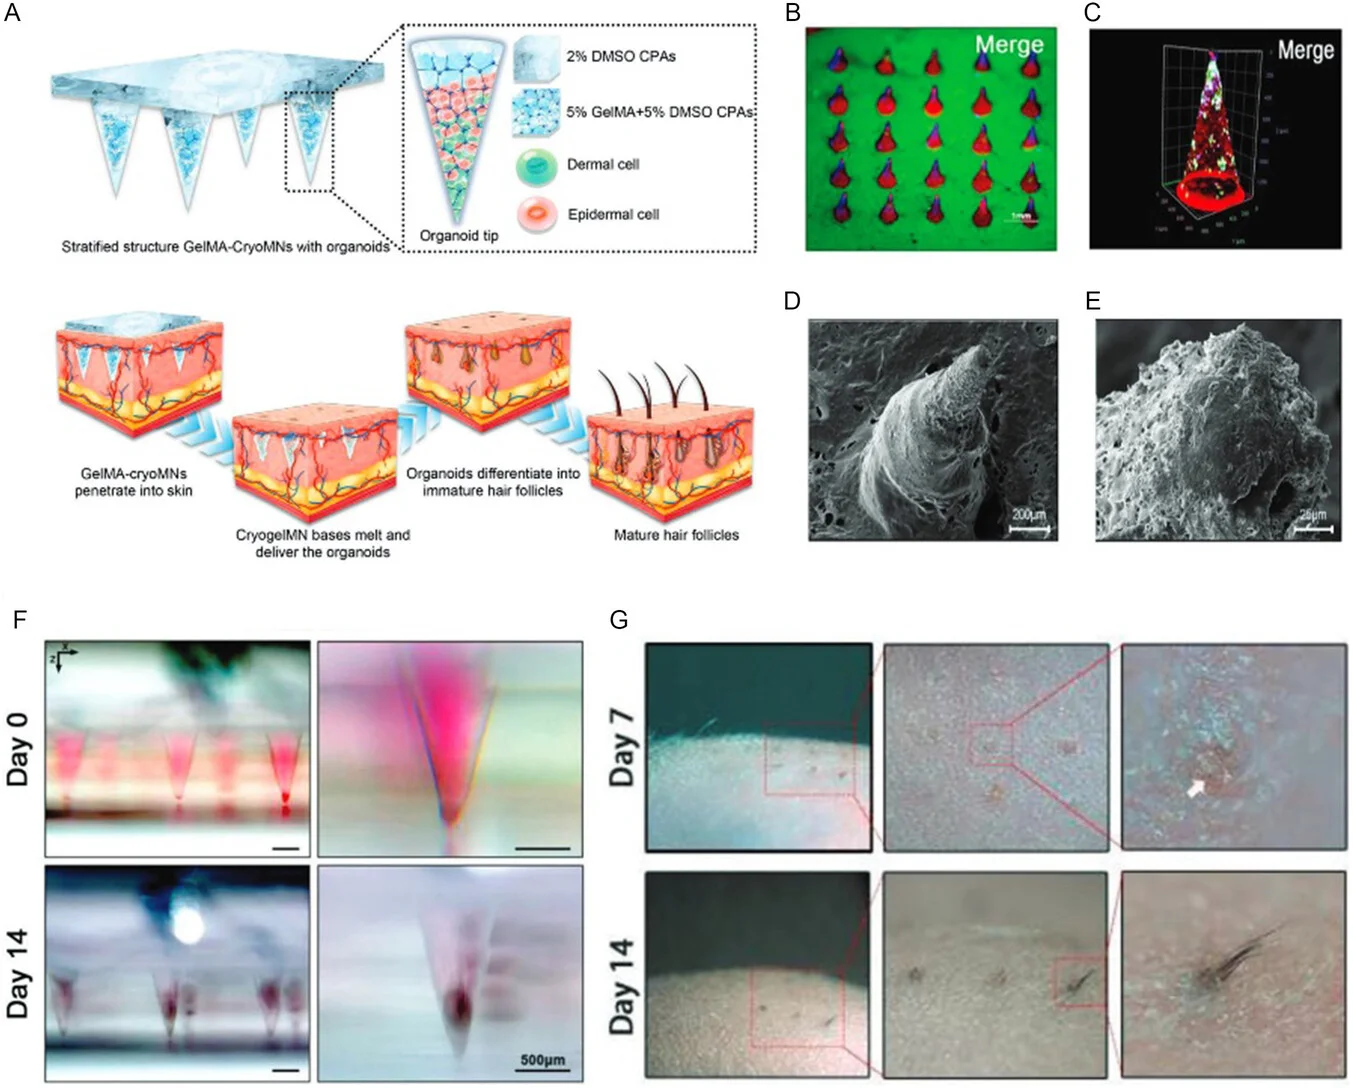 A
2% DMSO CPAs
5% GelMA+5% DMSO CPAs
Dermal cell
Epidermal cell
Organoid tip
Stratified structure GelMA-CryoMNs with organoids
GelMA-cryoMNs
penetrate into skin
CryogelMN bases melt and
deliver the organoids
Organoids differentiate into
immature hair follicles
Mature hair follicles
B
Merge
1mm
C
Merge
D
200μm
E
25μm
F
x
z
Day 0
Day 14
500μm
G
Day 7
Day 14